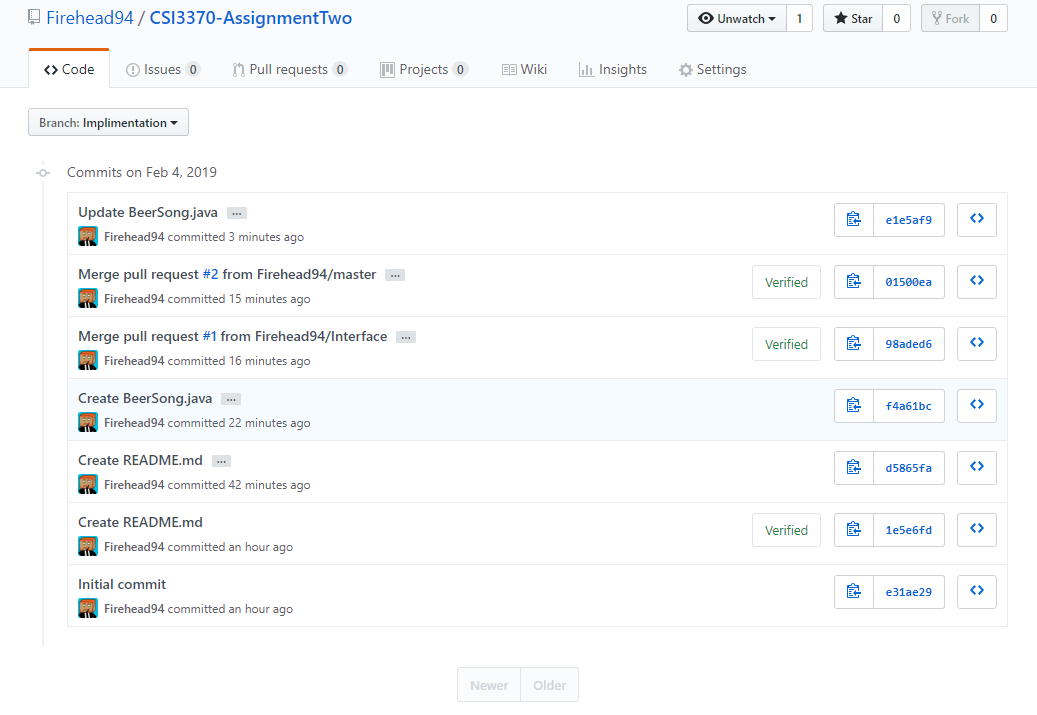 Firehead94 / CSI3370-AssignmentTwo
Unwatch 1 Star 0 Fork 0
Code Issues 0 Pull requests 0 Projects 0 Wiki Insights Settings
Branch: Implimentation
Commits on Feb 4, 2019
Update BeerSong.java ...
Firehead94 committed 3 minutes ago
e1e5af9
Merge pull request #2 from Firehead94/master ...
Firehead94 committed 15 minutes ago
Verified 01500ea
Merge pull request #1 from Firehead94/Interface ...
Firehead94 committed 16 minutes ago
Verified 98aded6
Create BeerSong.java ...
Firehead94 committed 22 minutes ago
f4a61bc
Create README.md ...
Firehead94 committed 42 minutes ago
d5865fa
Create README.md
Firehead94 committed an hour ago
Verified 1e5e6fd
Initial commit
Firehead94 committed an hour ago
e31ae29
Newer Older